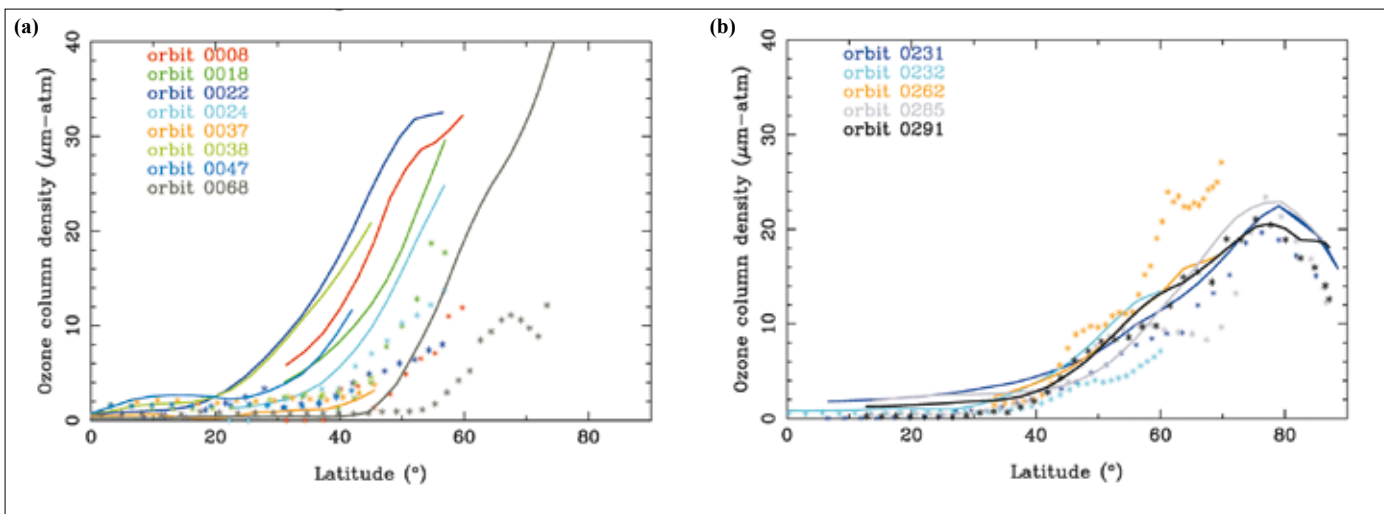 (a)
40
30
20
10
0
Ozone column density (μm-atm)
orbit 0008
orbit 0018
orbit 0022
orbit 0024
orbit 0037
orbit 0038
orbit 0047
orbit 0068
0 20 40 60 80
Latitude (°)
(b)
40
30
20
10
0
Ozone column density (μm-atm)
orbit 0231
orbit 0232
orbit 0262
orbit 0285
orbit 0291
0 20 40 60 80
Latitude (°)